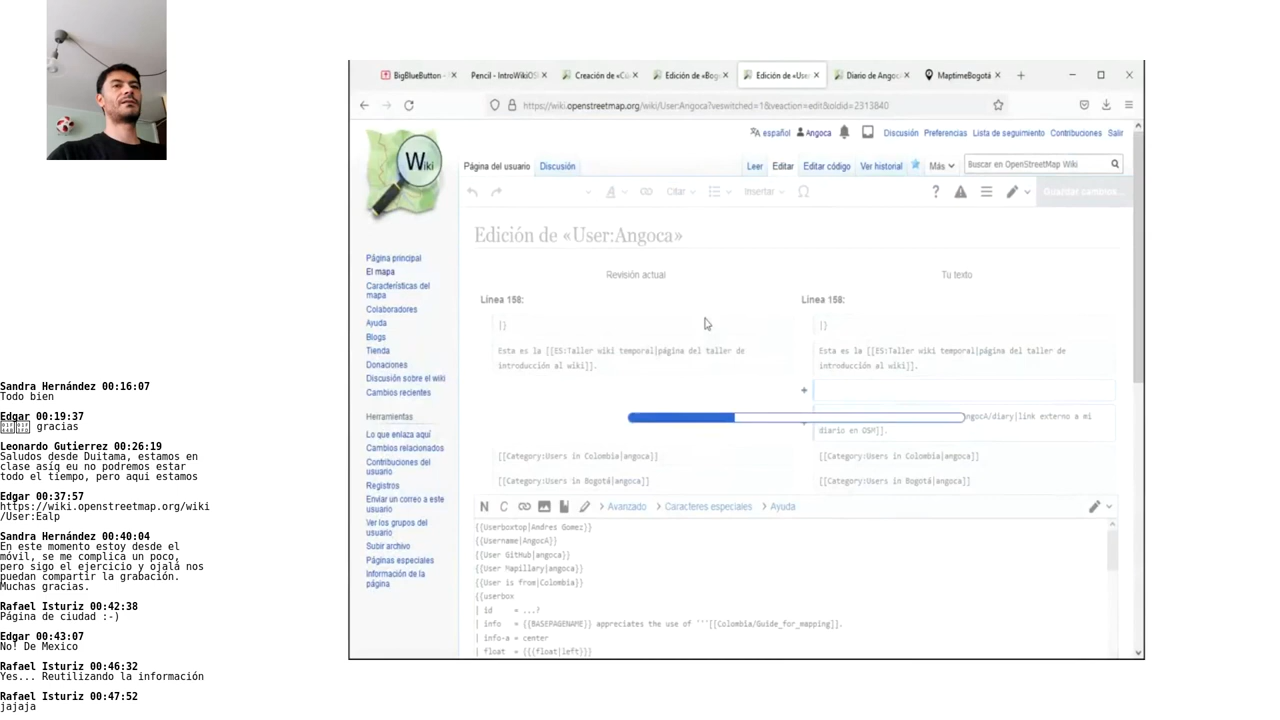 Sandra Hernández 00:16:07
Todo bien
Edgar 00:19:37
gracias
Leonardo Gutierrez 00:26:19
Saludos desde Duitama, estamos en
clase asíg eu no podremos estar
todo el tiempo, pero aqui estamos
Edgar 00:37:57
https://wiki.openstreetmap.org/wiki
/User:Ealp
Sandra Hernández 00:40:04
En este momento estoy desde el
móvil, se me complica un poco,
pero sigo el ejercicio y ojalá nos
puedan compartir la grabación.
Muchas gracias.
Rafael Isturiz 00:42:38
Página de ciudad :-)
Edgar 00:43:07
No! De Mexico
Rafael Isturiz 00:46:32
Yes... Reutilizando la información
Rafael Isturiz 00:47:52
jajaja
BigBlueButton - Pencil - IntroWikiOS Creación de «Ci Edición de «Bog Edición de «User Diario de Angoc MaptimeBogotá
https://wiki.openstreetmap.org/wiki/User:Angoca?veswitched=1&veaction=edit&oldid=2313840
español Angoca Discusión Preferencias Lista de seguimiento Contribuciones Salir
Wiki
Página del usuario Discusión Leer Editar Editar código Ver historial Más Buscar en OpenStreetMap Wiki
A Citar Insertar Ω ? Guardar cambios...
Edición de «User:Angoca»
Página principal
El mapa
Características del
mapa
Colaboradores
Ayuda
Blogs
Tienda
Donaciones
Discusión sobre el wiki
Cambios recientes
Herramientas
Lo que enlaza aquí
Cambios relacionados
Contribuciones del
usuario
Registros
Enviar un correo a este
usuario
Ver los grupos del
usuario
Subir archivo
Páginas especiales
Información de la
página
Revisión actual Tu texto
Línea 158: Línea 158:
|} |}
Esta es la [[ES:Taller wiki temporal|página del taller de
introducción al wiki]].
Esta es la [[ES:Taller wiki temporal|página del taller de
introducción al wiki]].
+
ngocA/diary|link externo a mi
diario en OSM]].
[[Category:Users in Colombia|angoca]] [[Category:Users in Colombia|angoca]]
[[Category:Users in Bogotá|angoca]] [[Category:Users in Bogotá|angoca]]
N C Avanzado Caracteres especiales Ayuda
{{Userboxtop|Andres Gomez}}
{{Username|AngocA}}
{{User GitHub|angoca}}
{{User Mapillary|angoca}}
{{User is from|Colombia}}
{{userbox
| id = ...?
| info = {{BASEPAGENAME}} appreciates the use of '''[[Colombia/Guide_for_mapping]].
| info-a = center
| float = {{{float|left}}}